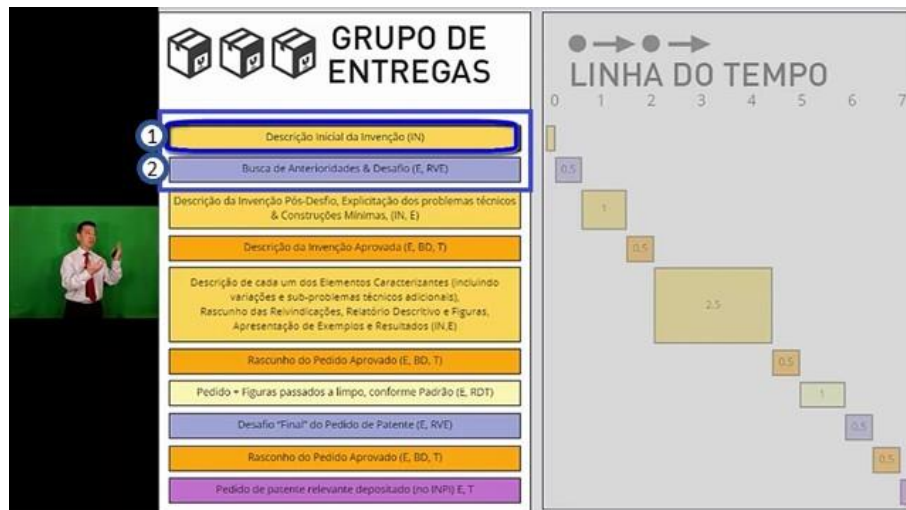 GRUPO DE
ENTREGAS
LINHA DO TEMPO
0 1 2 3 4 5 6 7
1
Descrição Inicial da Invenção (IN)
2
Busca de Anterioridades & Desafio (E, RVE)
0.5
Descrição da Invenção Pós-Desfio, Explicitação dos problemas técnicos
& Construções Mínimas, (IN, E)
1
Descrição da Invenção Aprovada (E, BD, T)
0.5
Descrição de cada um dos Elementos Caracterizantes (incluindo
variações e sub-problemas técnicos adicionais),
Rascunho das Reivindicações, Relatório Descritivo e Figuras,
Apresentação de Exemplos e Resultados (IN,E)
2.5
Rascunho do Pedido Aprovado (E, BD, T)
0.5
Pedido + Figuras passados a limpo, conforme Padrão (E, RDT)
1
Desafio "Final" do Pedido de Patente (E, RVE)
0.5
Rasconho do Pedido Aprovado (E, BD, T)
0.5
Pedido de patente relevante depositado (no INPI) E, T